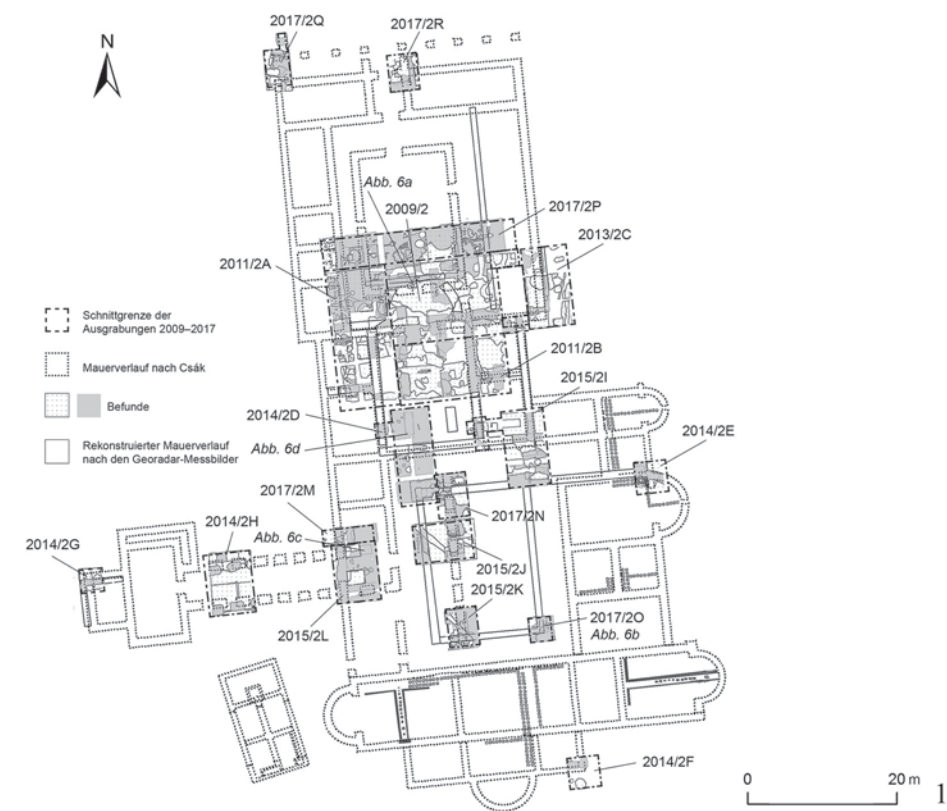 2017/2Q
2017/2R
N
Abb. 6a
2009/2
2017/2P
2013/2C
2011/2A
Schnittgrenze der
Ausgrabungen 2009–2017
Mauerverlauf nach Csák
Befunde
Rekonstruierter Mauerverlauf
nach den Georadar-Messbilder
2011/2B
2015/2I
2014/2D
Abb. 6d
2014/2E
2017/2M
2014/2H
Abb. 6c
2017/2N
2014/2G
2015/2J
2015/2K
2015/2L
2017/2O
Abb. 6b
2014/2F
0
20 m
1